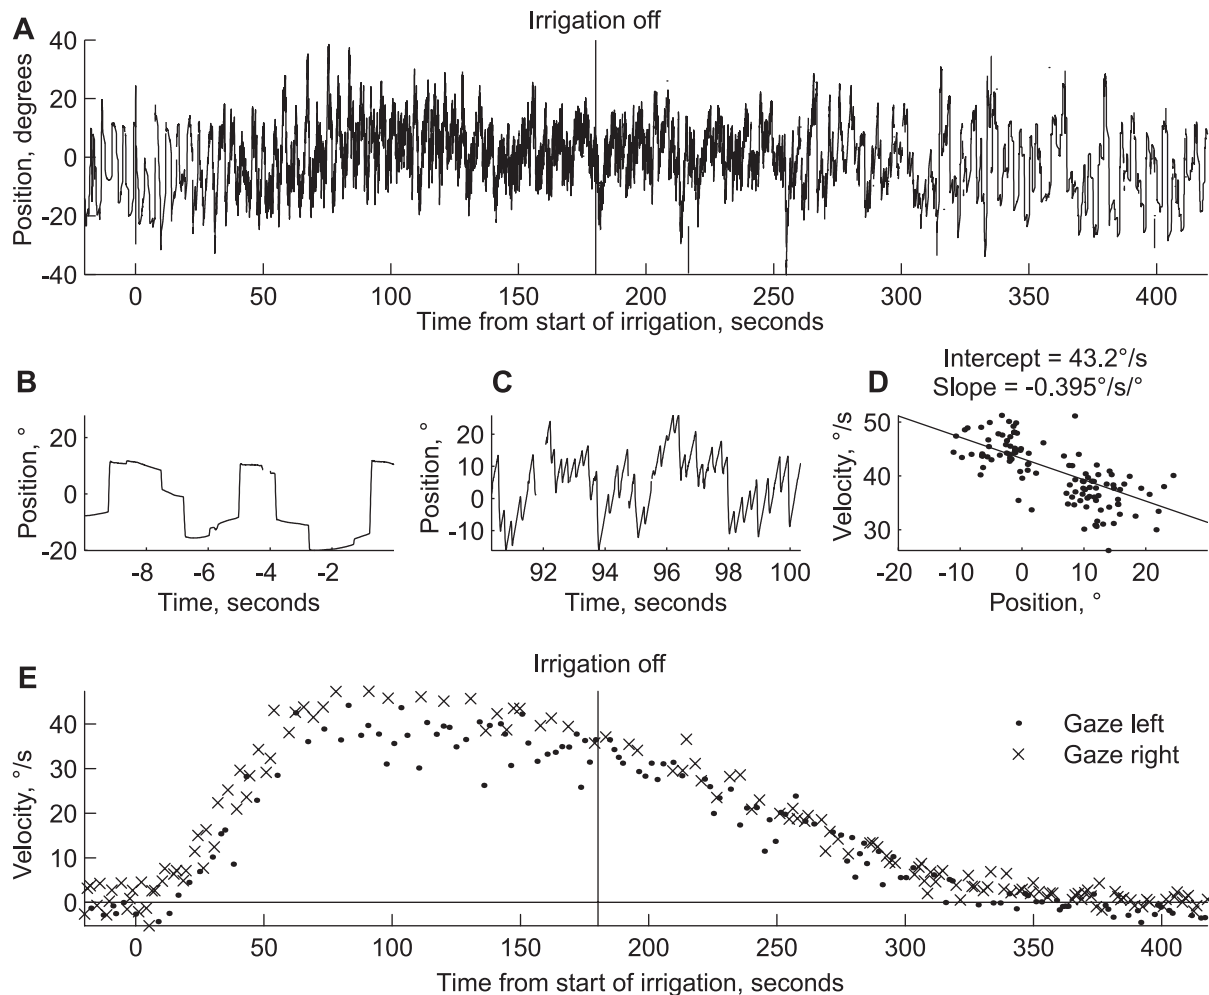 A
Irrigation off
Position, degrees
40
20
0
-20
-40
0 50 100 150 200 250 300 350 400
Time from start of irrigation, seconds
B
Position, °
20
0
-20
-8 -6 -4 -2
Time, seconds
C
Position, °
20
10
0
-10
92 94 96 98 100
Time, seconds
D
Intercept = 43.2°/s
Slope = -0.395°/s/°
Velocity, °/s
50
40
30
-20 -10 0 10 20
Position, °
E
Irrigation off
Velocity, °/s
40
30
20
10
0
Gaze left
Gaze right
0 50 100 150 200 250 300 350 400
Time from start of irrigation, seconds